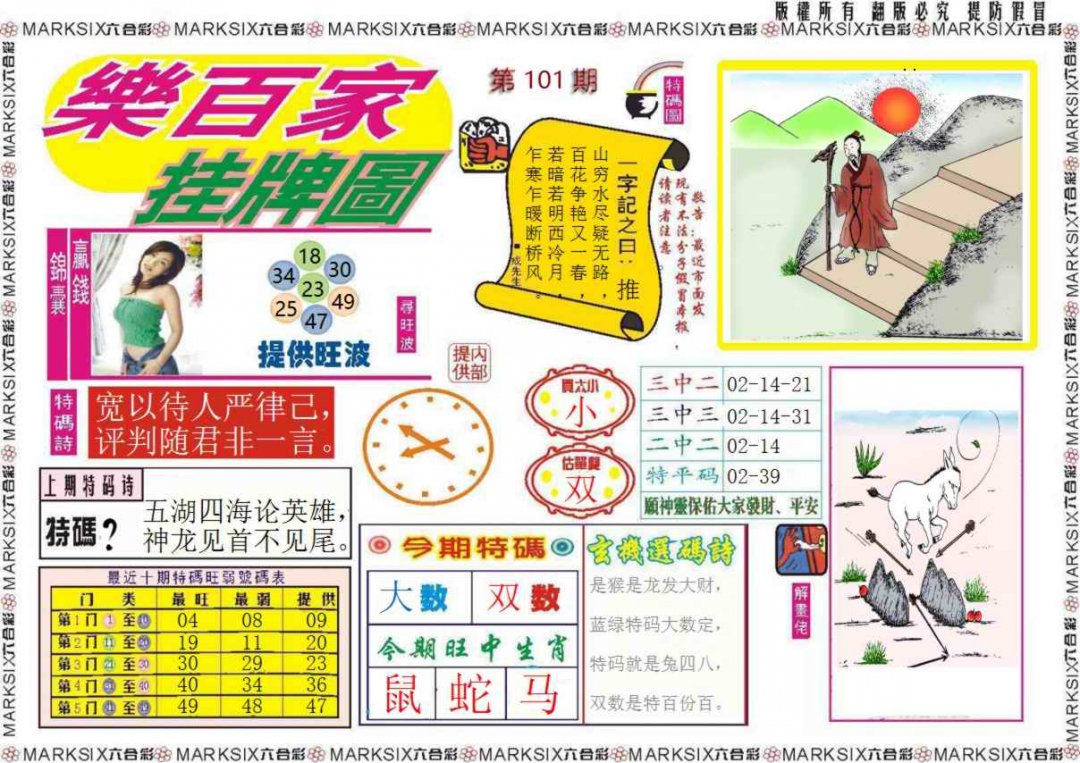 版權所有 翻版必究 提防假冒
MARKSIX六合彩 MARKSIX六合彩 MARKSIX六合彩 MARKSIX六合彩 MARKSIX六合彩 MARKSIX六合彩 MARKSIX六合彩
樂百家
挂牌圖
第 101 期
特碼圖
一字記之曰：推
山穷水尽疑无路，
百花争艳又一春，
若暗若明西冷月，
乍寒乍暖断桥风。
■成先生
敬告：最近市面发
现有不法分子假冒本报，
请读者注意。
贏錢
錦囊
18
34 30
23
25 49
47
提供旺波
尋旺波
内部
提供
特碼詩
宽以待人严律己，
评判随君非一言。
買大小
小
估單雙
双
三中二 02-14-21
三中三 02-14-31
二中二 02-14
特平码 02-39
願神靈保佑大家發財、平安
上期特码诗
特碼？
五湖四海论英雄，
神龙见首不见尾。
最近十期特碼旺弱號碼表
门 类 最旺 最弱 提供
第1门 1至10 04 08 09
第2门 11至20 19 11 20
第3门 21至30 30 29 23
第4门 31至40 40 34 36
第5门 41至49 49 48 47
今期特碼
大数 双数
今期旺中生肖
鼠 蛇 马
玄機選碼詩
是猴是龙发大财，
蓝绿特码大数定，
特码就是兔四八，
双数是特百份百。
解畫佬
MARKSIX六合彩 MARKSIX六合彩 MARKSIX六合彩 MARKSIX六合彩 MARKSIX六合彩 MARKSIX六合彩 MARKSIX六合彩